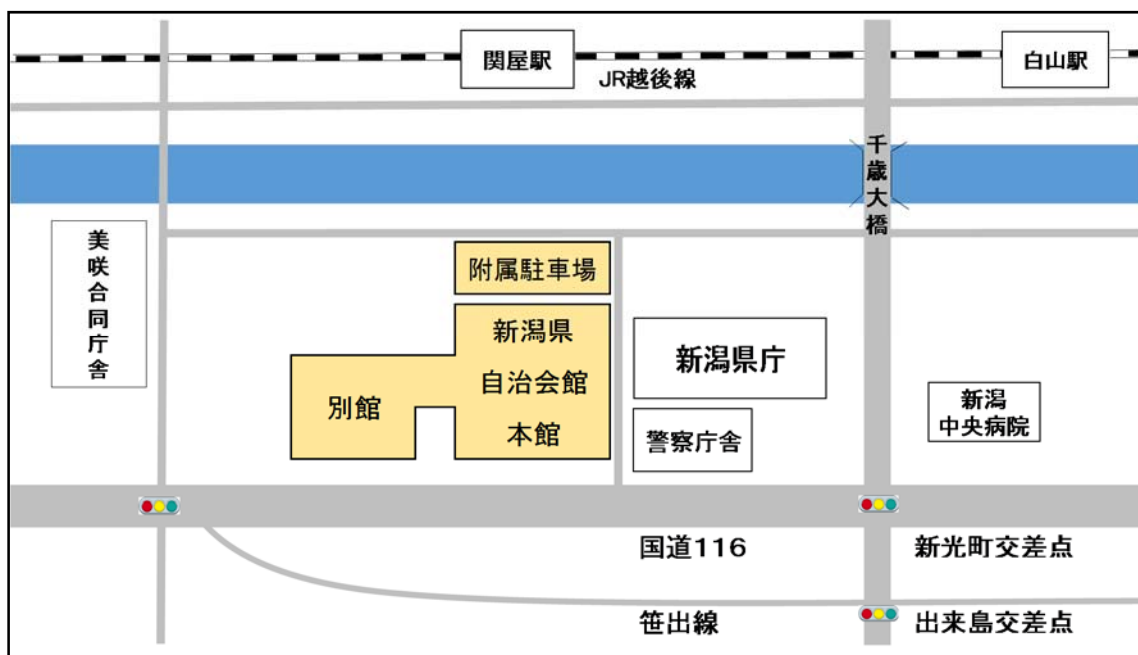 関屋駅
白山駅
JR越後線
千歳大橋
美咲合同庁舎
附属駐車場
新潟県
自治会館
本館
別館
新潟県庁
警察庁舎
新潟
中央病院
国道116
新光町交差点
笹出線
出来島交差点